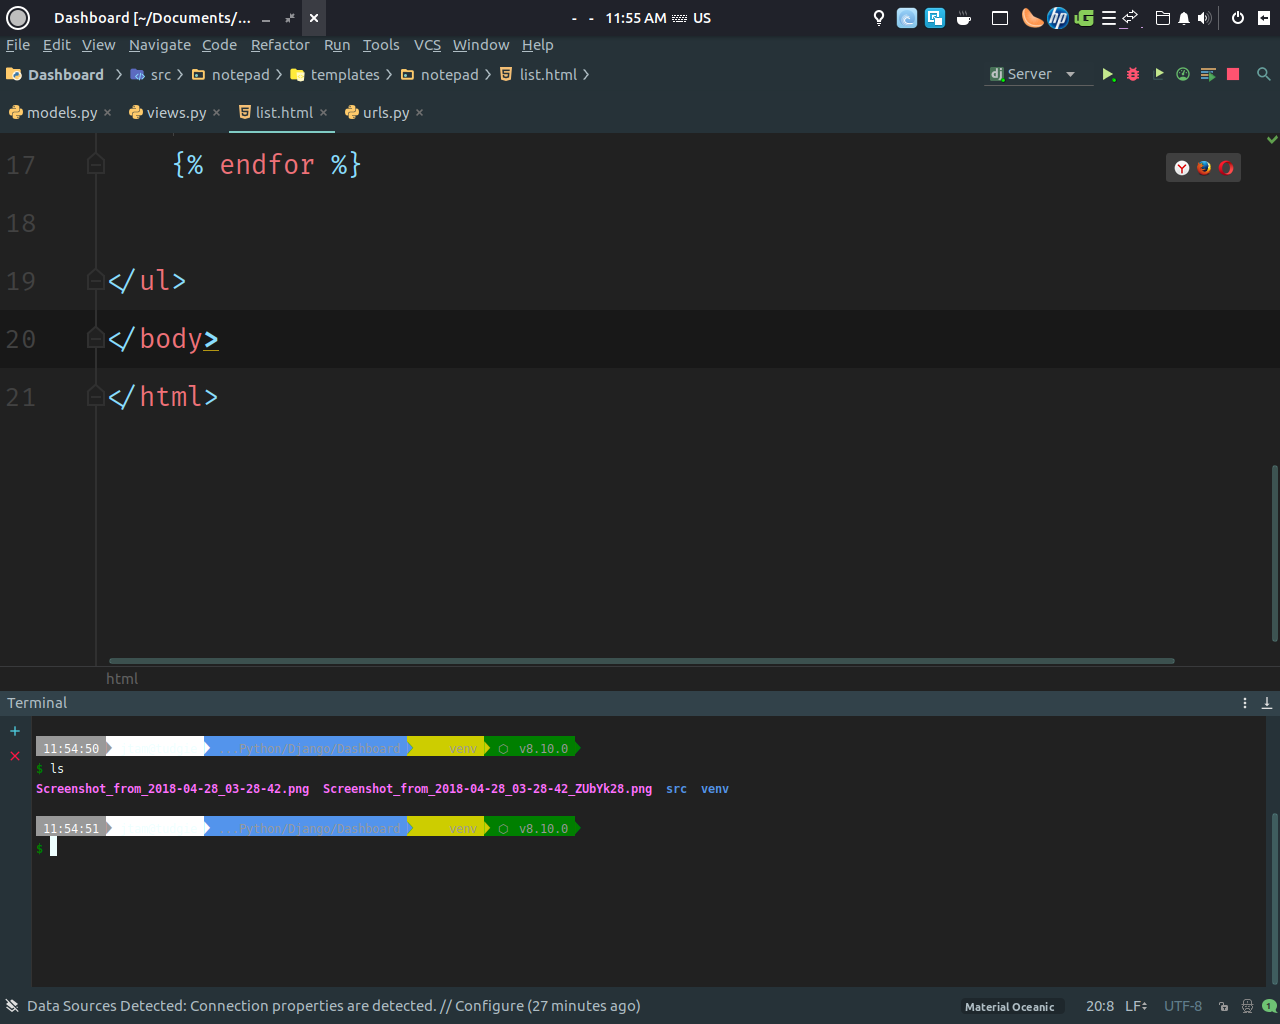 Dashboard [~/Documents/...
- - 11:55 AM US
File Edit View Navigate Code Refactor Run Tools VCS Window Help
Dashboard src notepad templates notepad list.html
dj Server
models.py views.py list.html urls.py
17 {% endfor %}
18
19 </ul>
20 </body>
21 </html>
html
Terminal
11:54:50 ...Python/Django/Dashboard venv ⬡ v8.10.0
$ ls
Screenshot_from_2018-04-28_03-28-42.png Screenshot_from_2018-04-28_03-28-42_ZUbYk28.png src venv
11:54:51 ...Python/Django/Dashboard venv ⬡ v8.10.0
$
Data Sources Detected: Connection properties are detected. // Configure (27 minutes ago) Material Oceanic 20:8 LF UTF-8 1